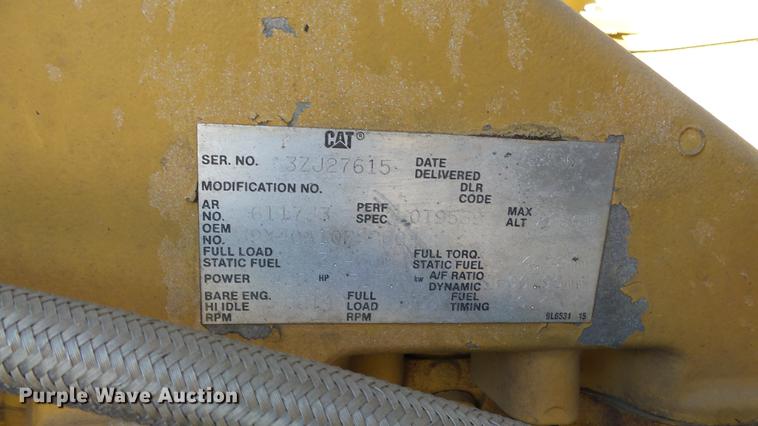 CAT®
SER. NO. 3ZJ27615 DATE DELIVERED
MODIFICATION NO. DLR CODE
AR NO. PERF SPEC MAX ALT
OEM NO.
FULL LOAD STATIC FUEL FULL TORQ. STATIC FUEL
POWER HP kw A/F RATIO DYNAMIC
BARE ENG. HI IDLE RPM FULL LOAD RPM FUEL TIMING
9L6531 15
Purple Wave Auction